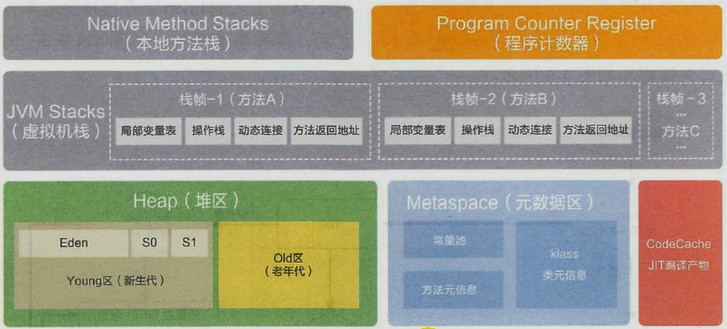 Native Method Stacks
（本地方法栈）
Program Counter Register
（程序计数器）
JVM Stacks
（虚拟机栈）
栈帧-1（方法A）
局部变量表 操作栈 动态连接 方法返回地址
栈帧-2（方法B）
局部变量表 操作栈 动态连接 方法返回地址
栈帧-3
...
方法C
...
Heap（堆区）
Eden S0 S1
Young区（新生代）
Old区
（老年代）
Metaspace（元数据区）
常量池
方法元信息
klass
类元信息
CodeCache
JIT编译产物